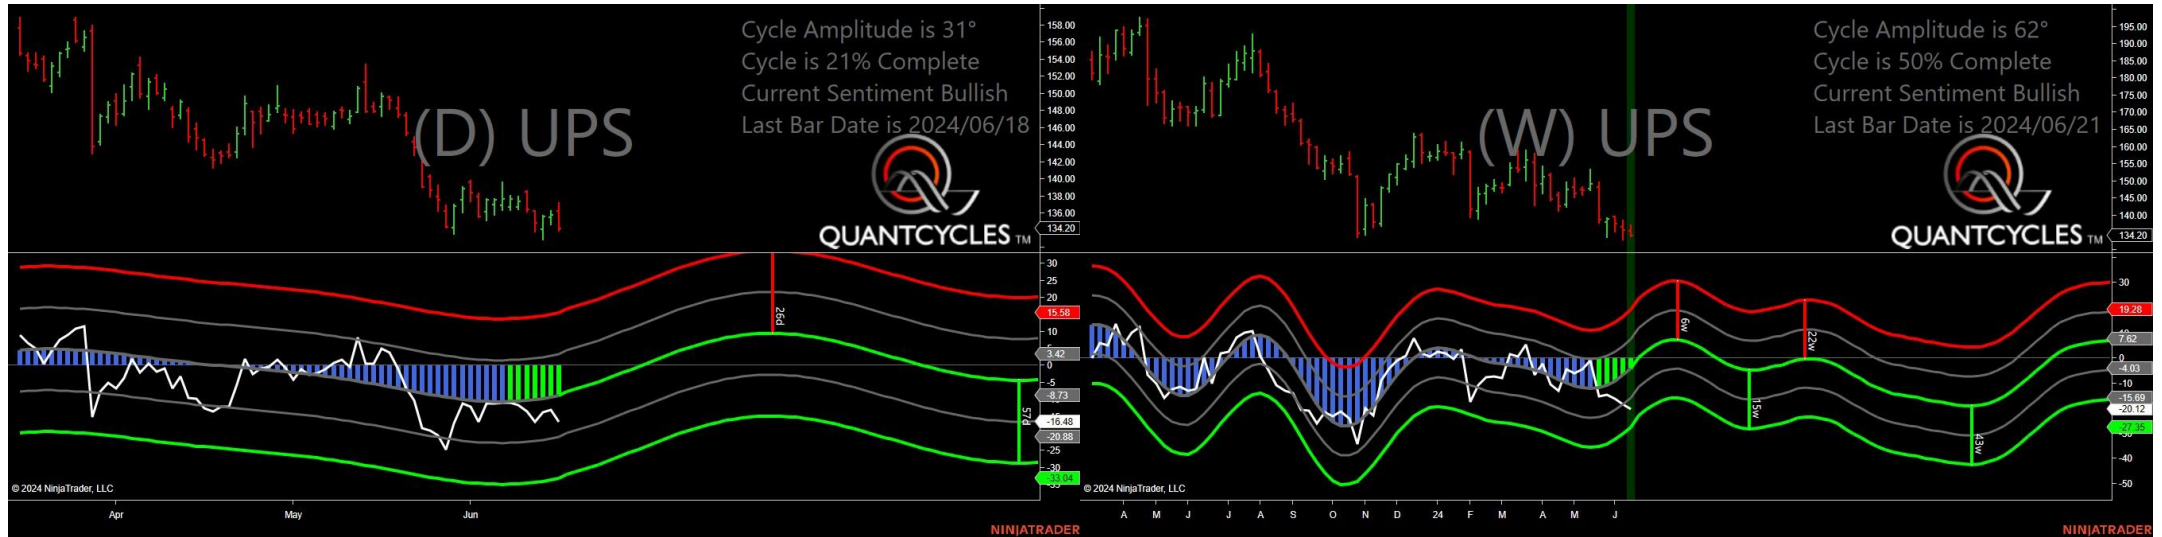 Cycle Amplitude is 31°
Cycle is 21% Complete
Current Sentiment Bullish
Last Bar Date is 2024/06/18
(D) UPS
QUANTCYCLES TM
158.00
156.00
154.00
152.00
150.00
148.00
146.00
144.00
142.00
140.00
138.00
136.00
134.20
30
25
20
15.58
10
5
3.42
0
-5
-8.73
-16.48
-20.88
-25
-30
-33.04
26d
57d
© 2024 NinjaTrader, LLC
Apr May Jun
NINJATRADER
Cycle Amplitude is 62°
Cycle is 50% Complete
Current Sentiment Bullish
Last Bar Date is 2024/06/21
(W) UPS
QUANTCYCLES TM
195.00
190.00
185.00
180.00
175.00
170.00
165.00
160.00
155.00
150.00
145.00
140.00
134.20
30
19.28
7.62
0
-4.03
-10
-15.69
-20.12
-27.35
-40
-50
6w
15w
22w
43w
© 2024 NinjaTrader, LLC
A M J J A S O N D 24 F M A M J
NINJATRADER